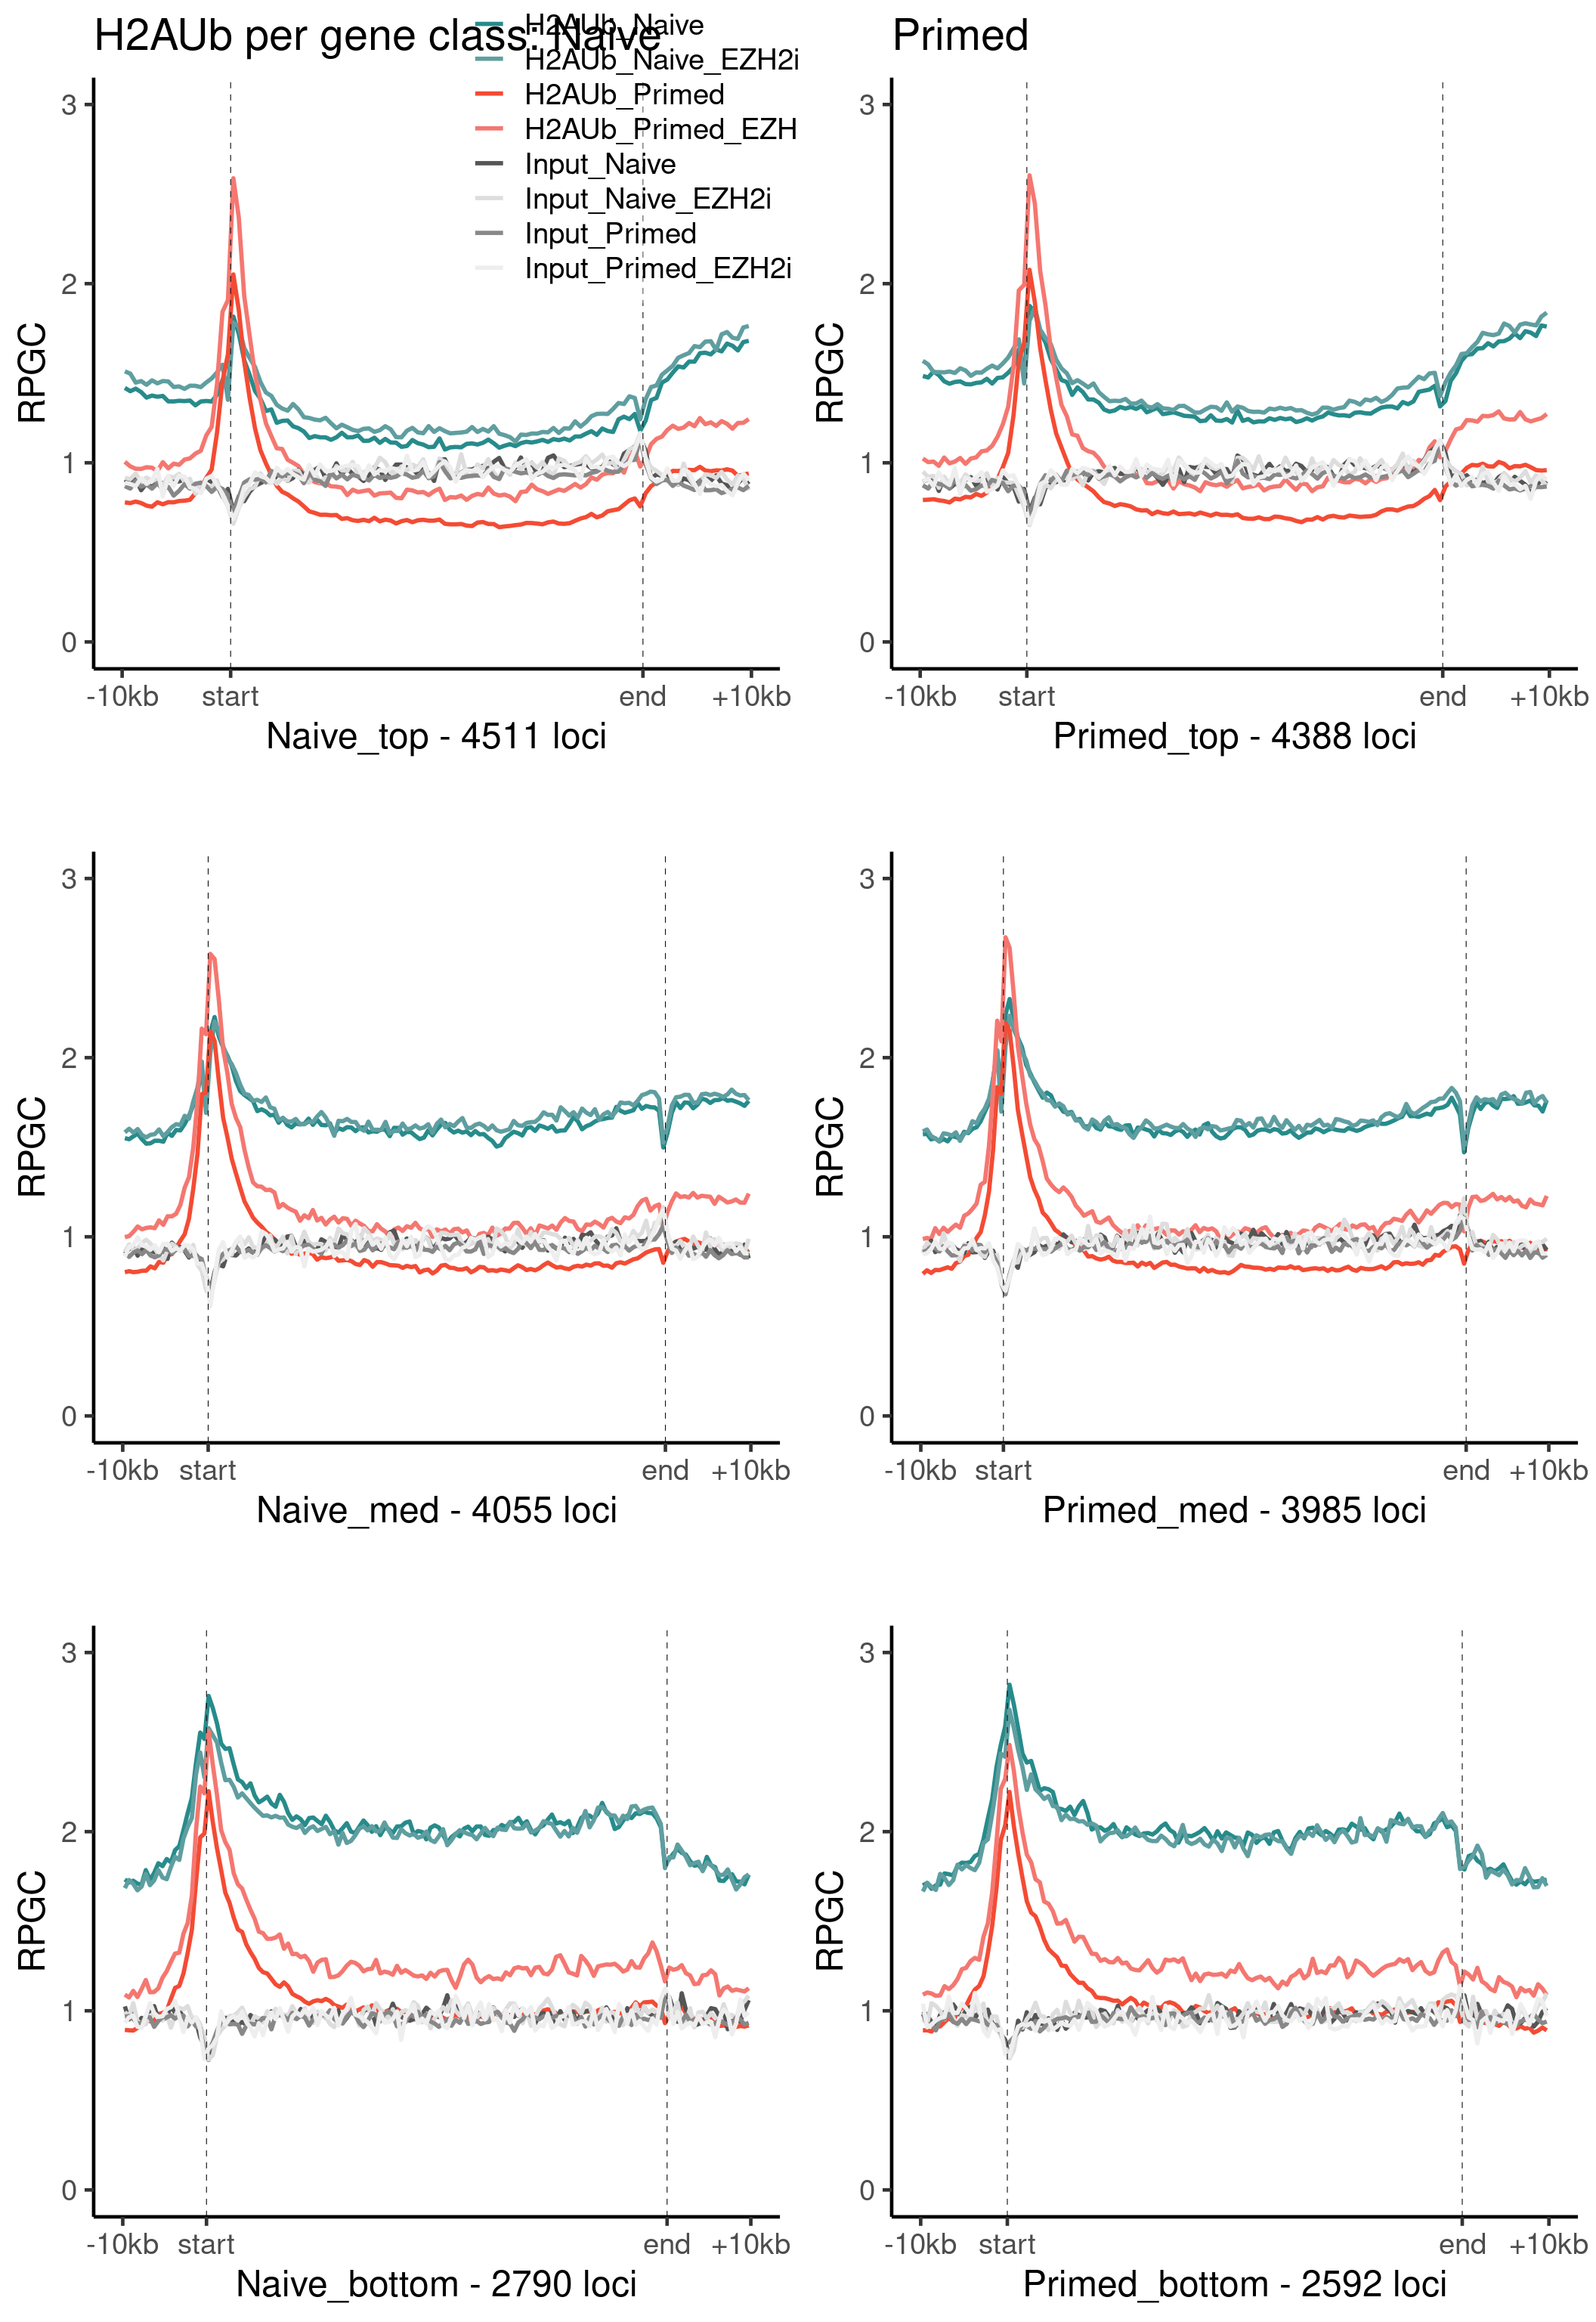 H2AUb per gene class: Naive
H2AUb_Naive
H2AUb_Naive_EZH2i
H2AUb_Primed
H2AUb_Primed_EZH
Input_Naive
Input_Naive_EZH2i
Input_Primed
Input_Primed_EZH2i
RPGC
3
2
1
0
-10kb start end +10kb
Naive_top - 4511 loci
Primed
RPGC
3
2
1
0
-10kb start end +10kb
Primed_top - 4388 loci
RPGC
3
2
1
0
-10kb start end +10kb
Naive_med - 4055 loci
RPGC
3
2
1
0
-10kb start end +10kb
Primed_med - 3985 loci
RPGC
3
2
1
0
-10kb start end +10kb
Naive_bottom - 2790 loci
RPGC
3
2
1
0
-10kb start end +10kb
Primed_bottom - 2592 loci